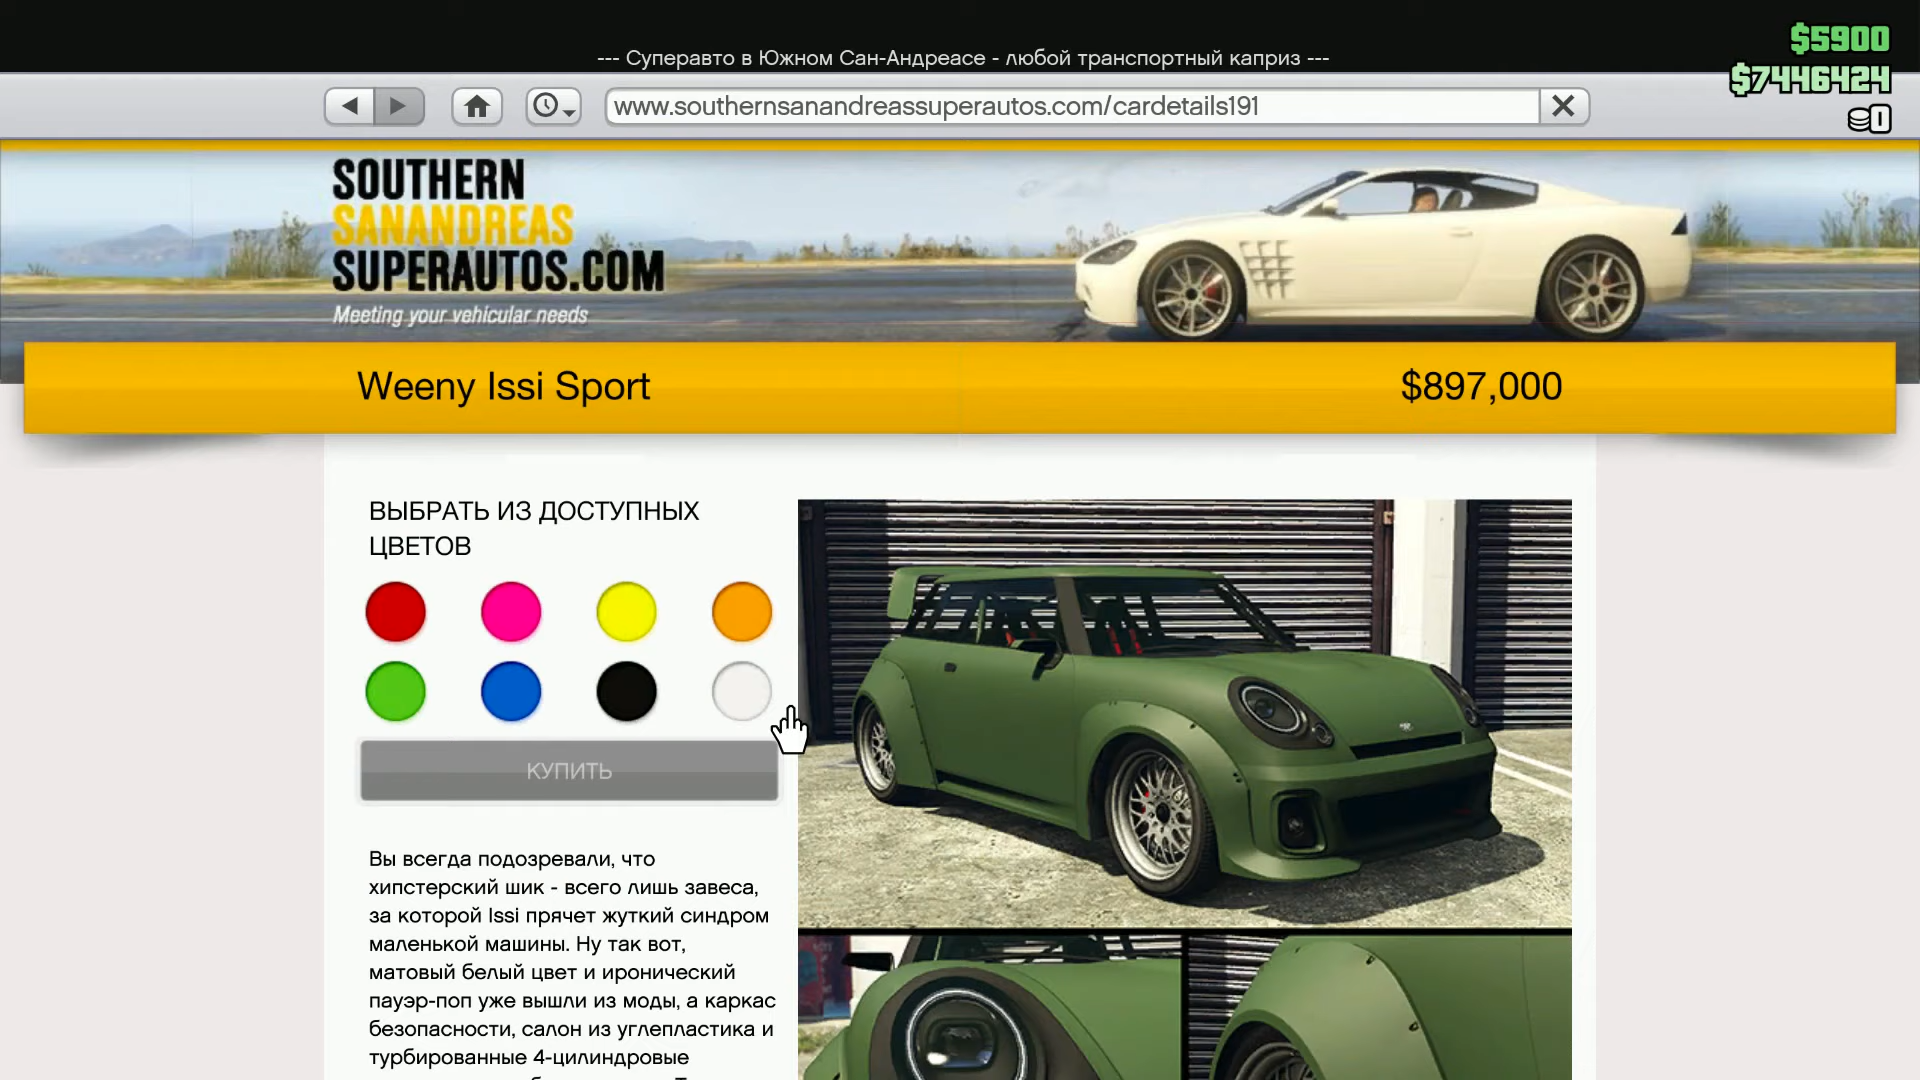 --- Суперавто в Южном Сан-Андреасе - любой транспортный каприз ---
$5900
$7446424
0
www.southernsanandreassuperautos.com/cardetails191
SOUTHERN
SANANDREAS
SUPERAUTOS.COM
Meeting your vehicular needs
Weeny Issi Sport
$897,000
ВЫБРАТЬ ИЗ ДОСТУПНЫХ
ЦВЕТОВ
КУПИТЬ
Вы всегда подозревали, что
хипстерский шик - всего лишь завеса,
за которой Issi прячет жуткий синдром
маленькой машины. Ну так вот,
матовый белый цвет и иронический
пауэр-поп уже вышли из моды, а каркас
безопасности, салон из углепластика и
турбированные 4-цилиндровые